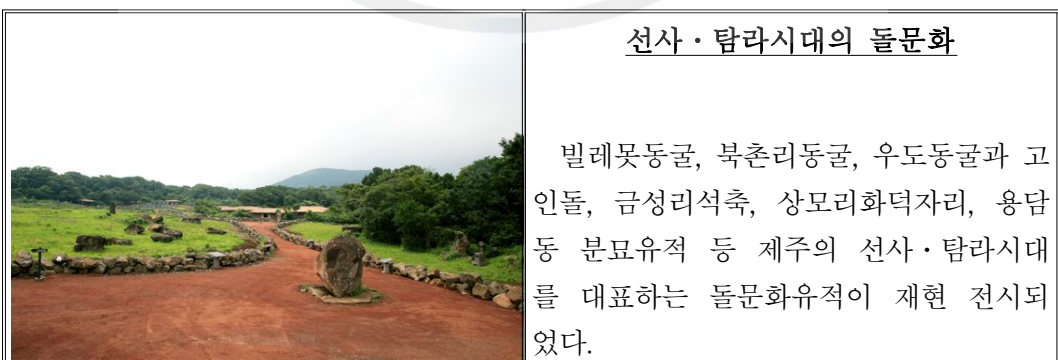 선사·탐라시대의 돌문화
빌레못동굴, 북촌리동굴, 우도동굴과 고
인돌, 금성리석축, 상모리화덕자리, 용담
동 분묘유적 등 제주의 선사·탐라시대
를 대표하는 돌문화유적이 재현 전시되
었다.